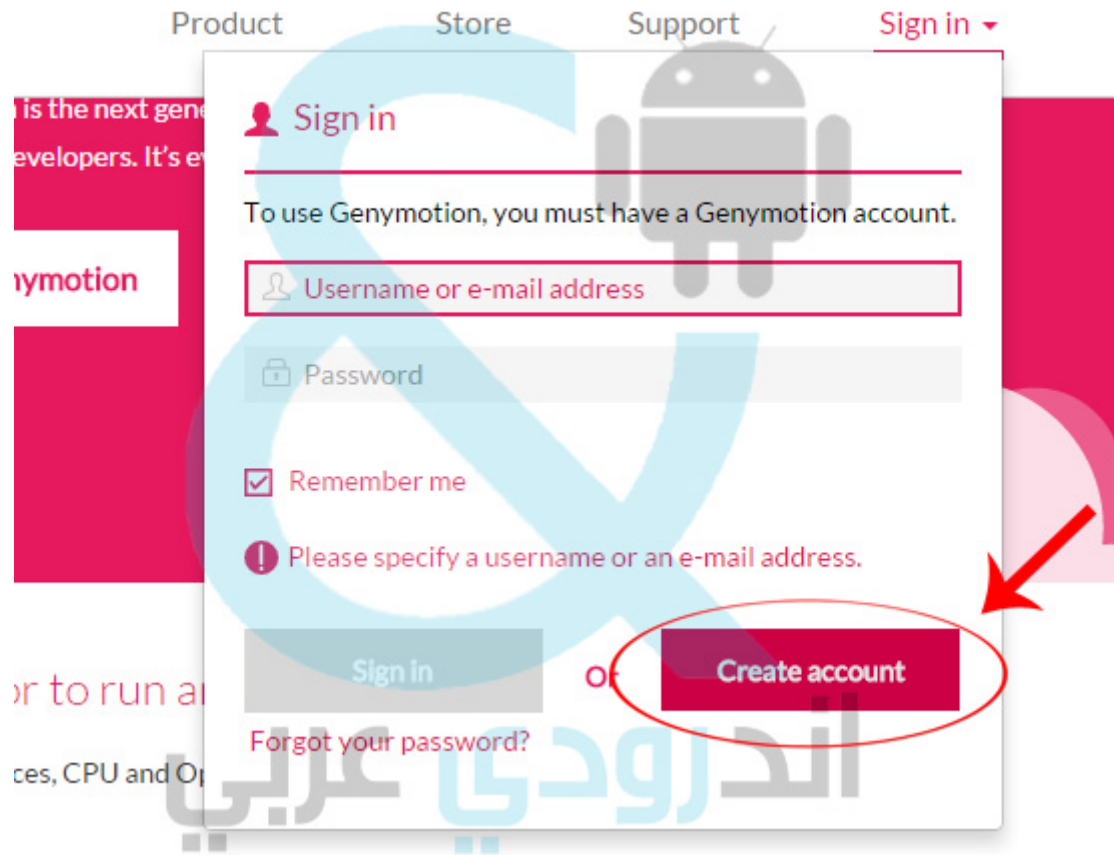 Product Store Support Sign in
is the next gene
evelopers. It's ev
nymotion
Sign in
To use Genymotion, you must have a Genymotion account.
Username or e-mail address
Password
Remember me
Please specify a username or an e-mail address.
Sign in or Create account
Forgot your password?
or to run a
ces, CPU and Op
اندرودي عربي